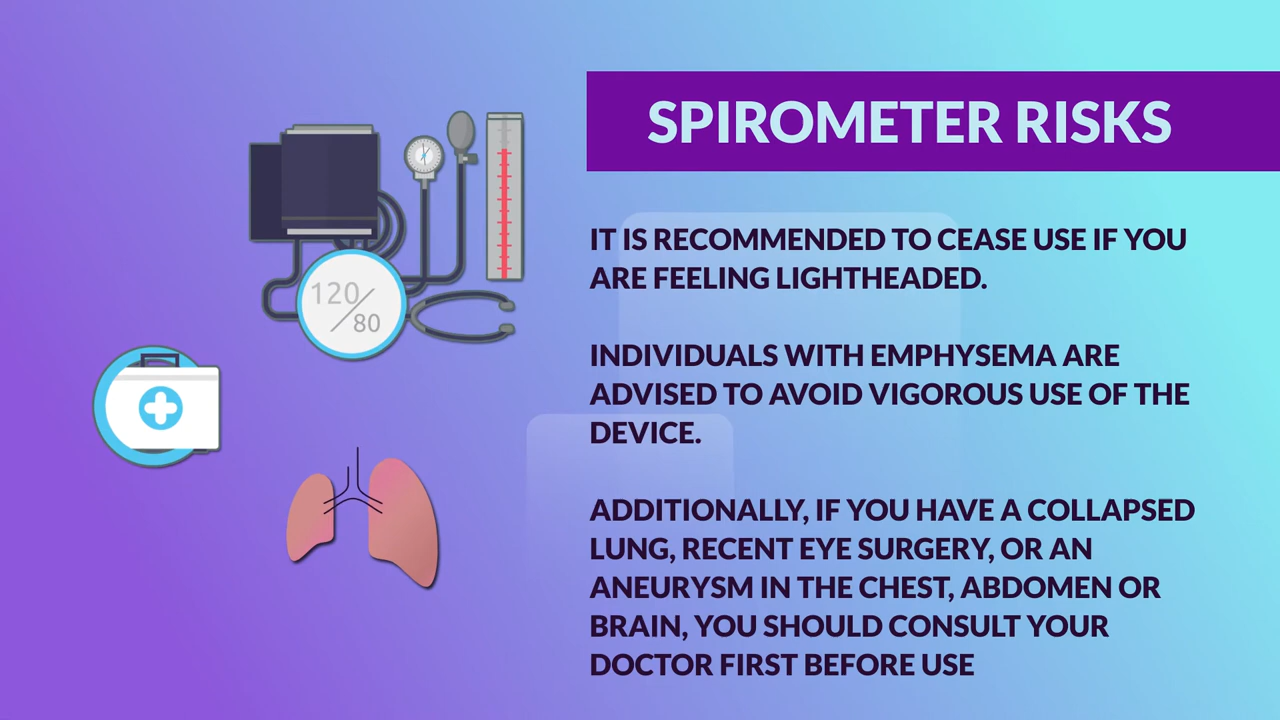 SPIROMETER RISKS
120/80
IT IS RECOMMENDED TO CEASE USE IF YOU
ARE FEELING LIGHTHEADED.
INDIVIDUALS WITH EMPHYSEMA ARE
ADVISED TO AVOID VIGOROUS USE OF THE
DEVICE.
ADDITIONALLY, IF YOU HAVE A COLLAPSED
LUNG, RECENT EYE SURGERY, OR AN
ANEURYSM IN THE CHEST, ABDOMEN OR
BRAIN, YOU SHOULD CONSULT YOUR
DOCTOR FIRST BEFORE USE